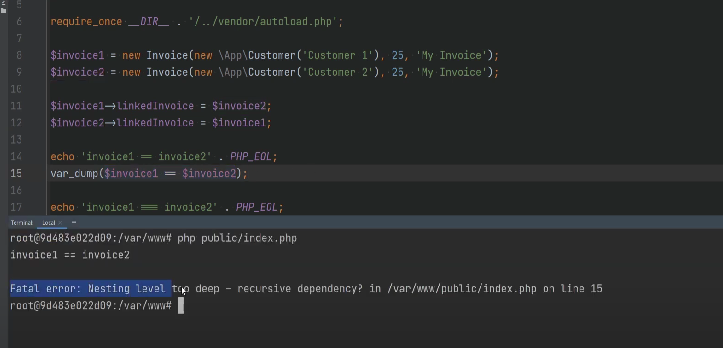 5
6 require_once __DIR__ . '/../vendor/autoload.php';
7
8 $invoice1 = new Invoice(new \App\Customer('Customer 1'), 25, 'My Invoice');
9 $invoice2 = new Invoice(new \App\Customer('Customer 2'), 25, 'My Invoice');
10
11 $invoice1->linkedInvoice = $invoice2;
12 $invoice2->linkedInvoice = $invoice1;
13
14 echo 'invoice1 == invoice2' . PHP_EOL;
15 var_dump($invoice1 == $invoice2);
16
17 echo 'invoice1 === invoice2' . PHP_EOL;
Terminal Local
root@9d483e022d09:/var/www# php public/index.php
invoice1 == invoice2
Fatal error: Nesting level too deep - recursive dependency? in /var/www/public/index.php on line 15
root@9d483e022d09:/var/www#